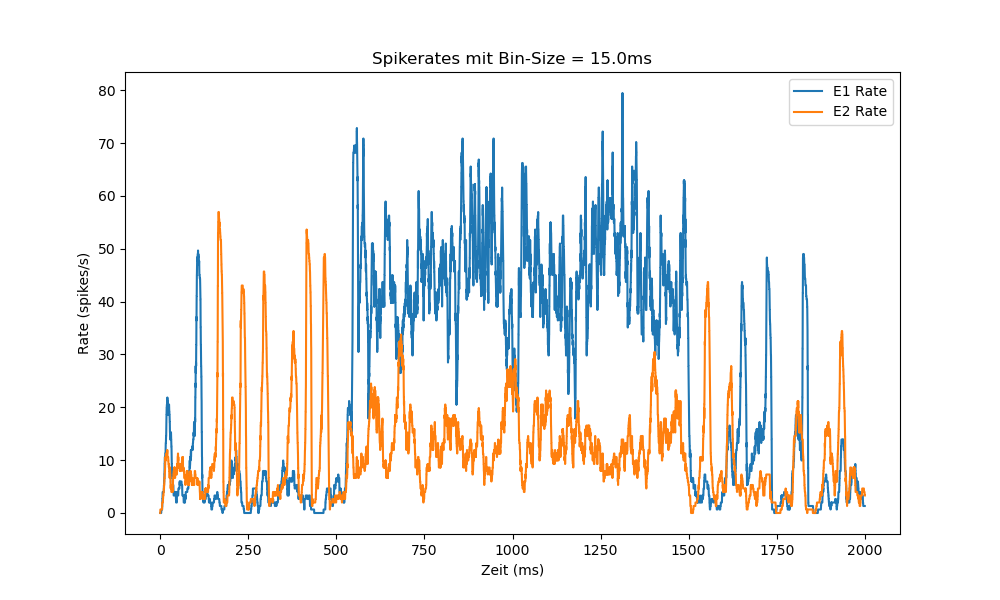 Spikerates mit Bin-Size = 15.0ms
E1 Rate
E2 Rate
Rate (spikes/s)
80
70
60
50
40
30
20
10
0
0 250 500 750 1000 1250 1500 1750 2000
Zeit (ms)